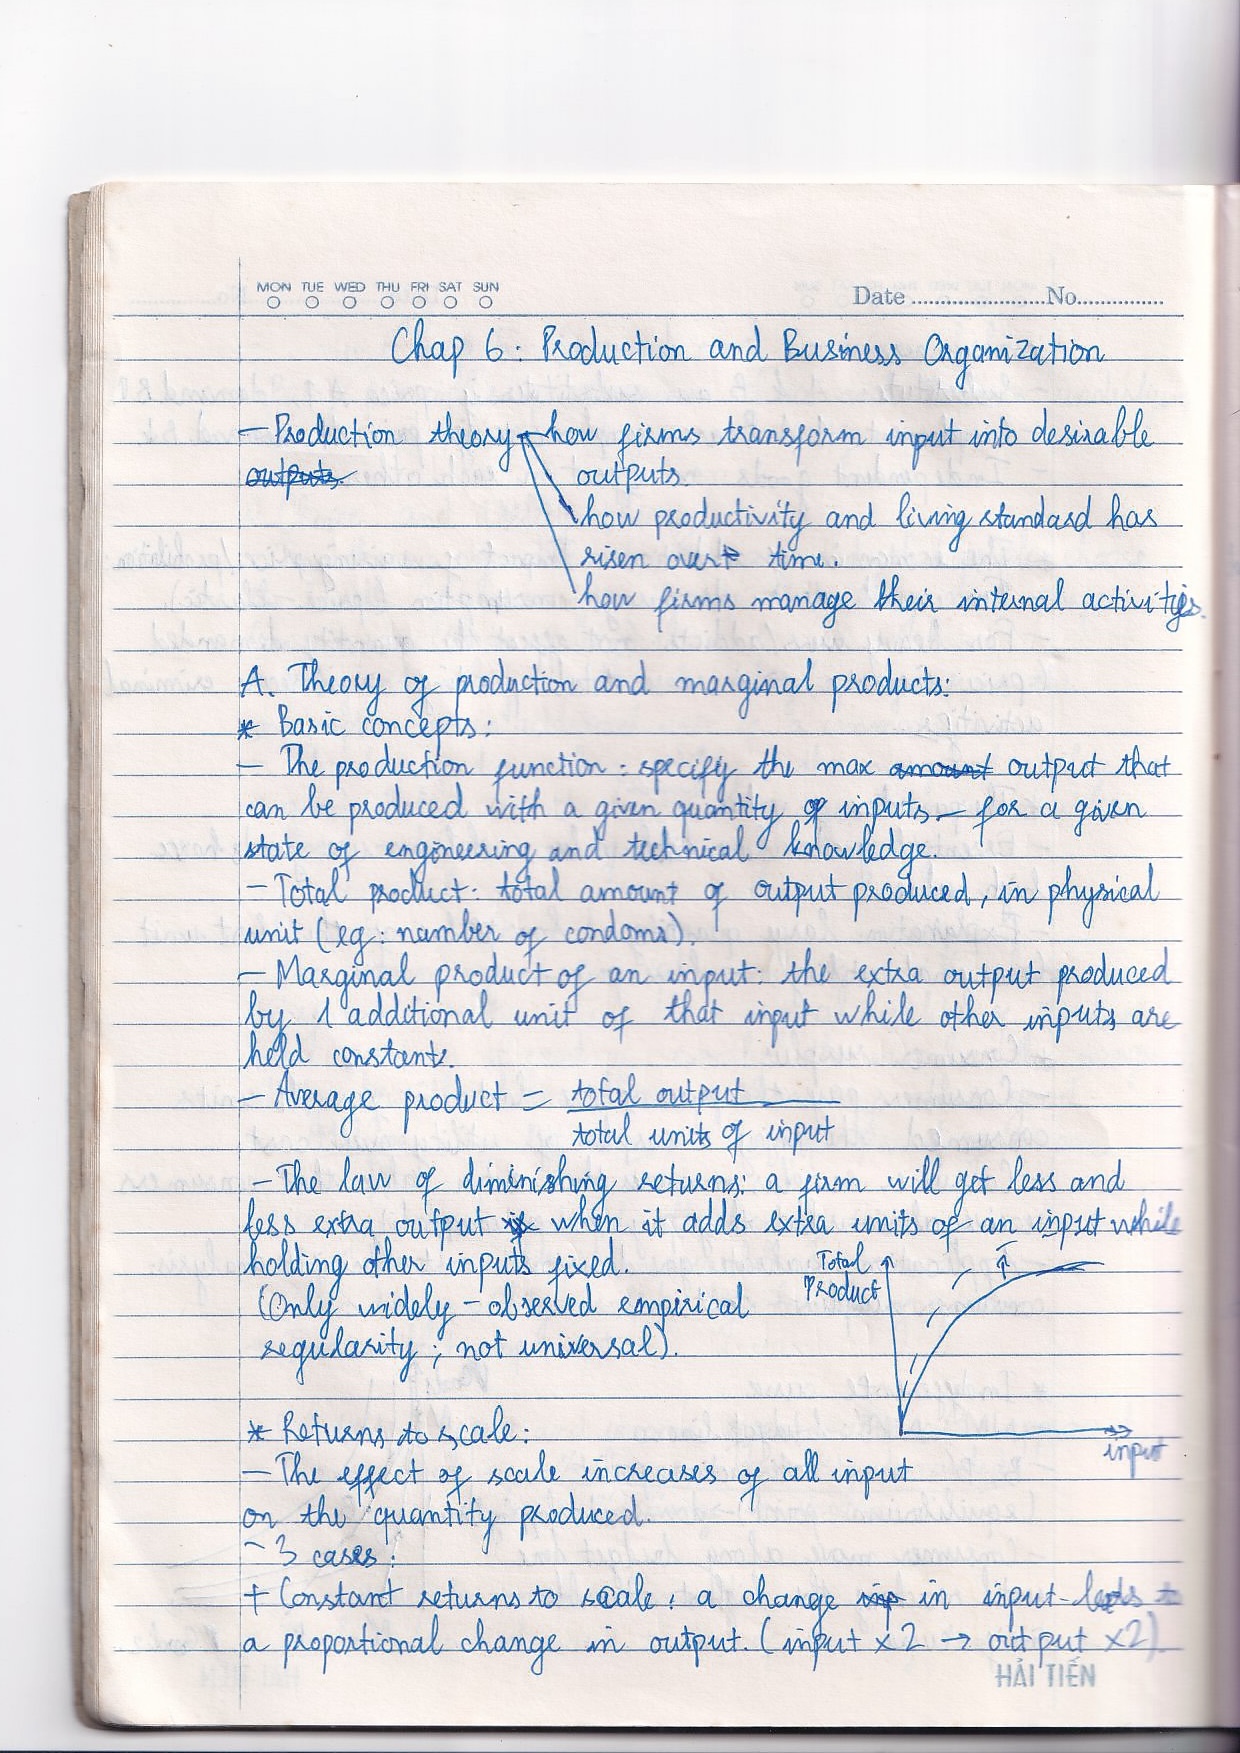 MON TUE WED THU FRI SAT SUN
Date ........................No................
Chap 6: Production and Business Organization
- Production theory how firms transform input into desirable
outputs. outputs.
how productivity and living standard has
risen over time.
how firms manage their internal activities.
A. Theory of production and marginal products:
* Basic concepts:
- The production function: specify the max amount output that
can be produced with a given quantity of inputs - for a given
state of engineering and technical knowledge.
- Total product: total amount of output produced, in physical
unit (eg: number of condoms).
- Marginal product of an input: the extra output produced
by 1 additional unit of that input while other inputs are
held constant.
- Average product = total output
total units of input
- The law of diminishing returns: a firm will get less and
less extra output if when it adds extra units of an input while
holding other inputs fixed.
Total
Product
(Only widely-observed empirical
regularity; not universal).
* Returns to scale:
input
- The effect of scale increases of all input
on the quantity produced.
- 3 cases:
+ Constant returns to scale: a change in input leads to
a proportional change in output. (input x2 → output x2).
HẢI TIẾN